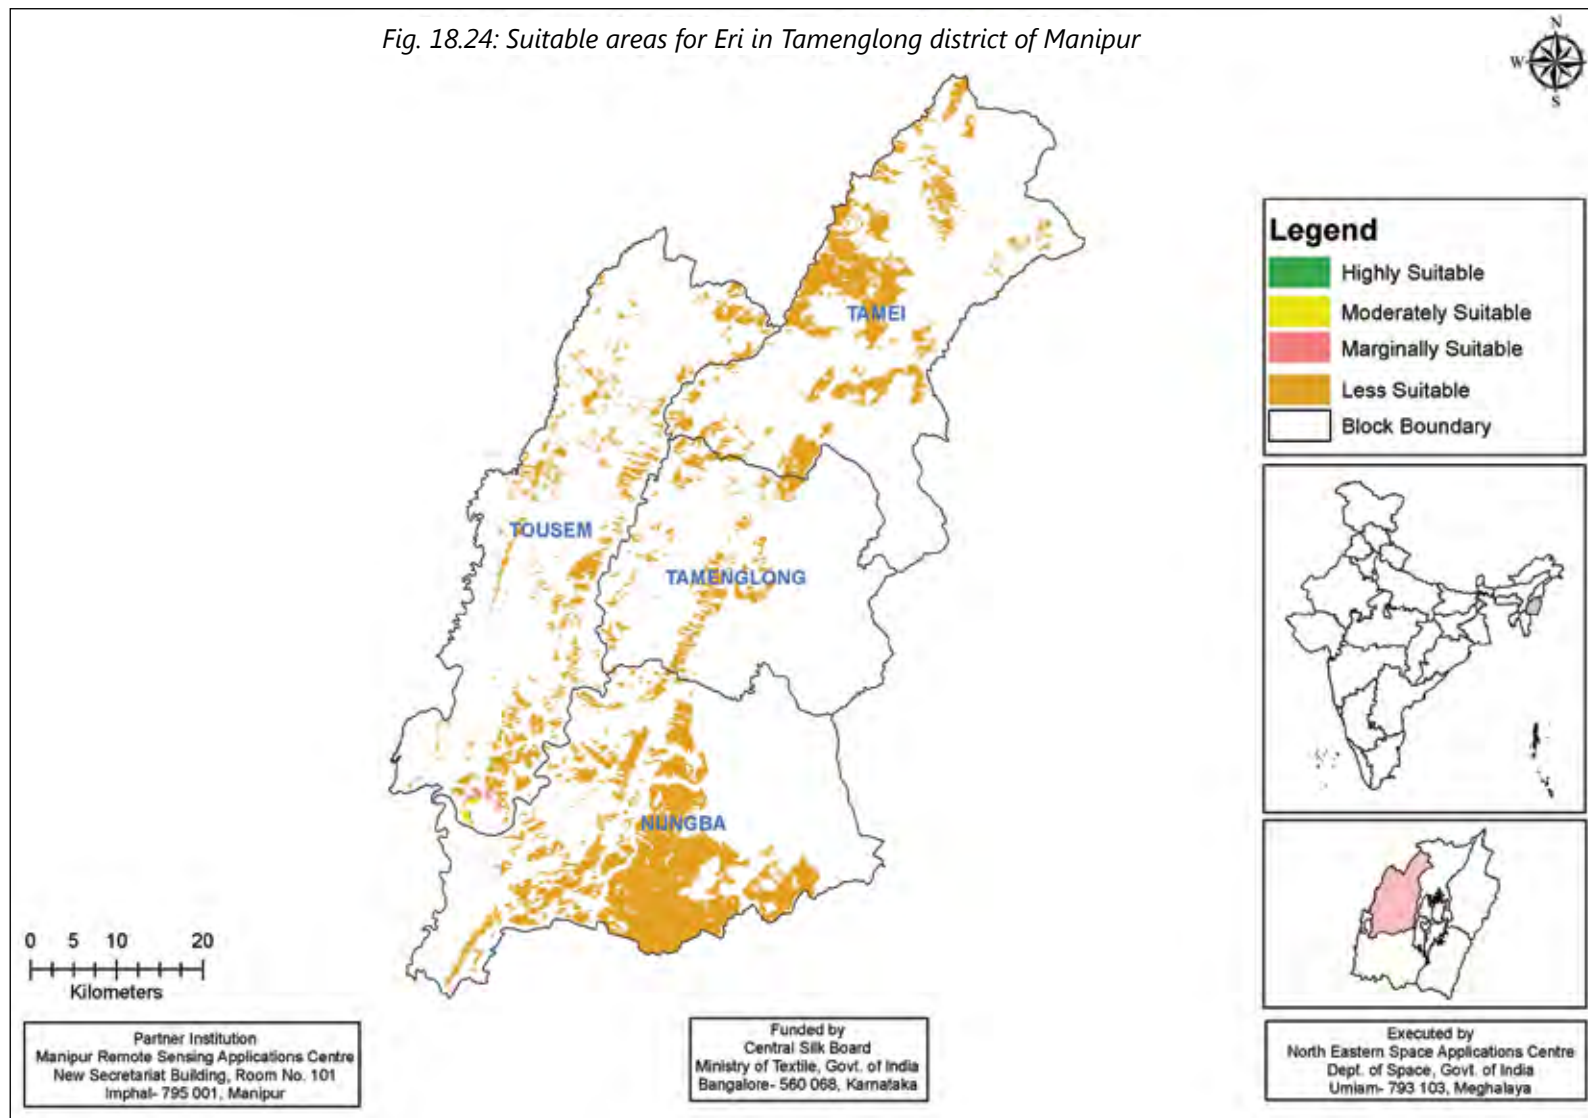 Fig. 18.24: Suitable areas for Eri in Tamenglong district of Manipur
N
W
S
Legend
Highly Suitable
Moderately Suitable
Marginally Suitable
Less Suitable
Block Boundary
TAMEI
TOUSEM
TAMENGLONG
NUNGBA
0 5 10 20
Kilometers
Partner Institution
Manipur Remote Sensing Applications Centre
New Secretariat Building, Room No. 101
Imphal- 795 001, Manipur
Funded by
Central Silk Board
Ministry of Textile, Govt. of India
Bangalore- 560 068, Karnataka
Executed by
North Eastern Space Applications Centre
Dept. of Space, Govt. of India
Umiam- 793 103, Meghalaya